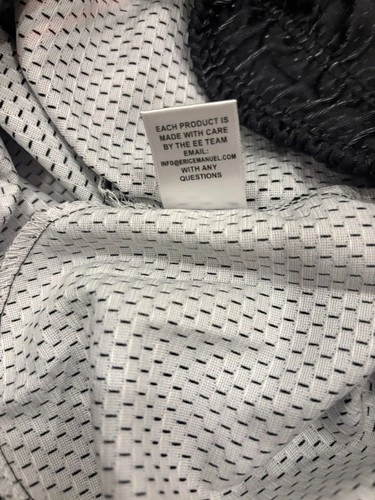 EACH PRODUCT IS
MADE WITH CARE
BY THE EE TEAM
EMAIL:
INFO@ERICEMANUEL.COM
WITH ANY
QUESTIONS